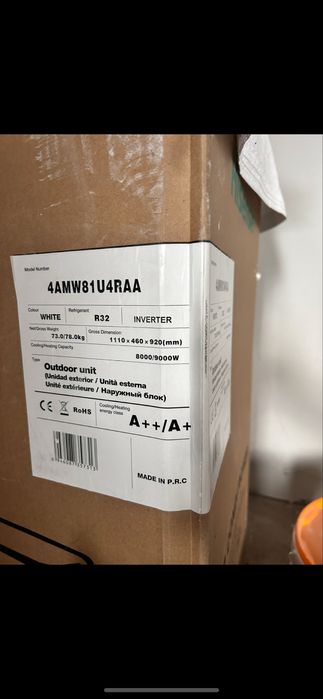 Model Number
4AMW81U4RAA
Colour
WHITE
Refrigerant
R32
INVERTER
Nest/Gross Weight
73.0/78.0kg
Gross Dimension
1110×460×920(mm)
Cooling/Heating Capacity
8000/9000W
Type
Outdoor unit
(Unidad exterior / Unità esterna
Unité extérieure / Наружный блок)
CE
RoHS
Cooling/Heating
energy class
A++/A+
MADE IN P.R.C